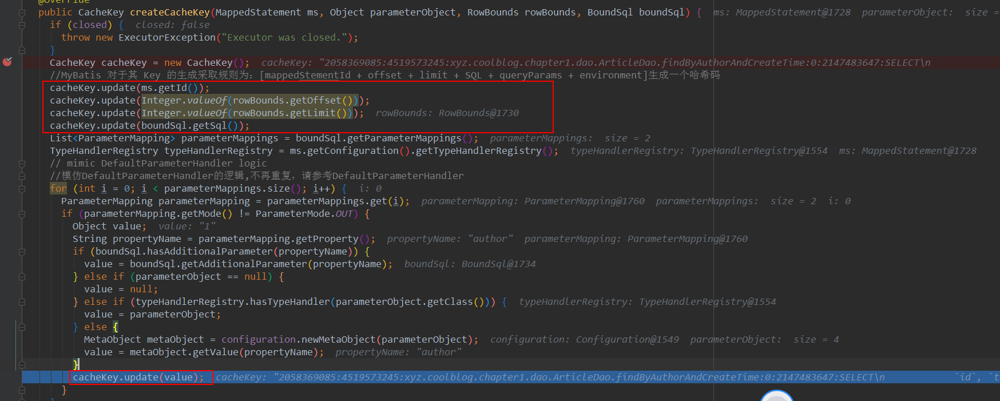 @Override
public CacheKey createCacheKey(MappedStatement ms, Object parameterObject, RowBounds rowBounds, BoundSql boundSql) { ms: MappedStatement@1728 parameterObject: size =
if (closed) { closed: false
throw new ExecutorException("Executor was closed.");
}
CacheKey cacheKey = new CacheKey(); cacheKey: "2058369085:4519573245:xyz.coolblog.chapter1.dao.ArticleDao.findByAuthorAndCreateTime:0:2147483647:SELECT\n
//MyBatis 对于其 Key 的生成采取规则为：[mappedStementId + offset + limit + SQL + queryParams + environment]生成一个哈希码
cacheKey.update(ms.getId());
cacheKey.update(Integer.valueOf(rowBounds.getOffset()));
cacheKey.update(Integer.valueOf(rowBounds.getLimit())); rowBounds: RowBounds@1730
cacheKey.update(boundSql.getSql());
List<ParameterMapping> parameterMappings = boundSql.getParameterMappings(); parameterMappings: size = 2
TypeHandlerRegistry typeHandlerRegistry = ms.getConfiguration().getTypeHandlerRegistry(); typeHandlerRegistry: TypeHandlerRegistry@1554 ms: MappedStatement@1728
// mimic DefaultParameterHandler logic
//模仿DefaultParameterHandler的逻辑,不再重复，请参考DefaultParameterHandler
for (int i = 0; i < parameterMappings.size(); i++) { i: 0
ParameterMapping parameterMapping = parameterMappings.get(i); parameterMapping: ParameterMapping@1760 parameterMappings: size = 2 i: 0
if (parameterMapping.getMode() != ParameterMode.OUT) {
Object value; value: "1"
String propertyName = parameterMapping.getProperty(); propertyName: "author" parameterMapping: ParameterMapping@1760
if (boundSql.hasAdditionalParameter(propertyName)) {
value = boundSql.getAdditionalParameter(propertyName); boundSql: BoundSql@1734
} else if (parameterObject == null) {
value = null;
} else if (typeHandlerRegistry.hasTypeHandler(parameterObject.getClass())) { typeHandlerRegistry: TypeHandlerRegistry@1554
value = parameterObject;
} else {
MetaObject metaObject = configuration.newMetaObject(parameterObject); configuration: Configuration@1549 parameterObject: size = 4
value = metaObject.getValue(propertyName); propertyName: "author"
}
cacheKey.update(value); cacheKey: "2058369085:4519573245:xyz.coolblog.chapter1.dao.ArticleDao.findByAuthorAndCreateTime:0:2147483647:SELECT\n `id`, `t
}
}